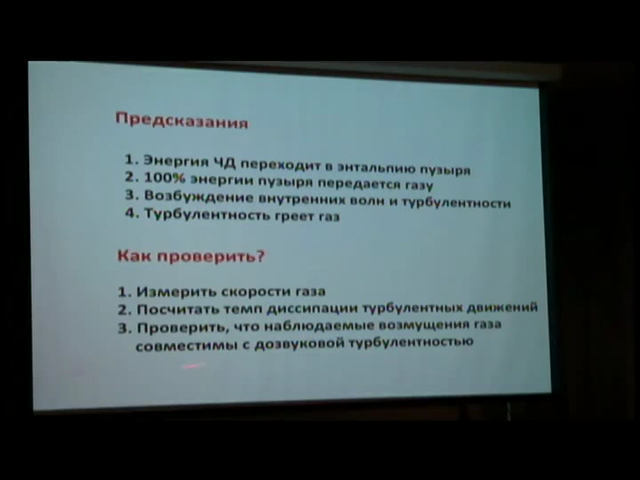 Предсказания
1. Энергия ЧД переходит в энтальпию пузыря
2. 100% энергии пузыря передается газу
3. Возбуждение внутренних волн и турбулентности
4. Турбулентность греет газ
Как проверить?
1. Измерить скорости газа
2. Посчитать темп диссипации турбулентных движений
3. Проверить, что наблюдаемые возмущения газа
совместимы с дозвуковой турбулентностью